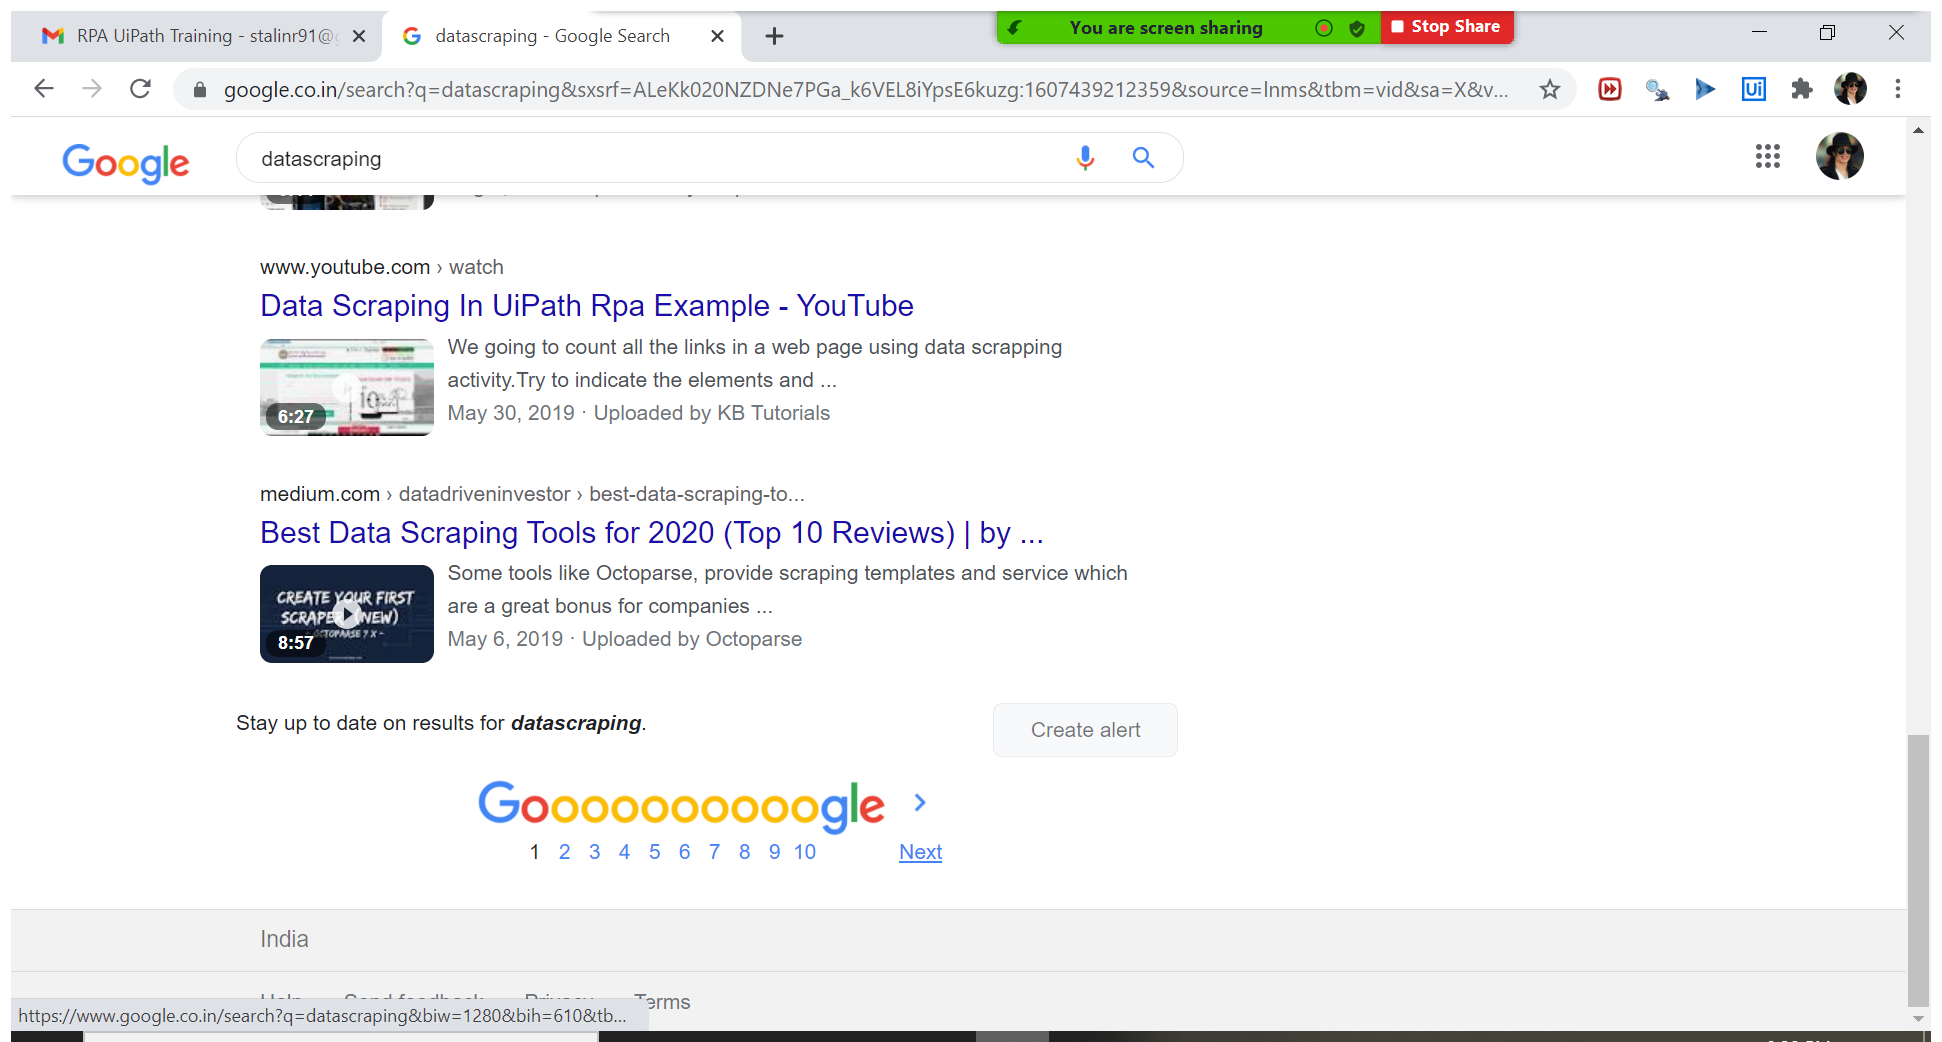 RPA UiPath Training - stalinr91@g
datascraping - Google Search
You are screen sharing
Stop Share
google.co.in/search?q=datascraping&sxsrf=ALeKk020NZDNe7PGa_k6VEL8iYpsE6kuzg:1607439212359&source=lnms&tbm=vid&sa=X&v...
Ui
Google
datascraping
www.youtube.com › watch
Data Scraping In UiPath Rpa Example - YouTube
We going to count all the links in a web page using data scrapping
activity.Try to indicate the elements and ...
6:27
May 30, 2019 · Uploaded by KB Tutorials
medium.com › datadriveninvestor › best-data-scraping-to...
Best Data Scraping Tools for 2020 (Top 10 Reviews) | by ...
Some tools like Octoparse, provide scraping templates and service which
are a great bonus for companies ...
CREATE YOUR FIRST
SCRAPER (NEW)
OCTOPARSE 7 X
8:57
May 6, 2019 · Uploaded by Octoparse
Stay up to date on results for datascraping.
Create alert
Goooooooooogle
1 2 3 4 5 6 7 8 9 10 Next
India
Help Send feedback Privacy Terms
https://www.google.co.in/search?q=datascraping&biw=1280&bih=610&tb...